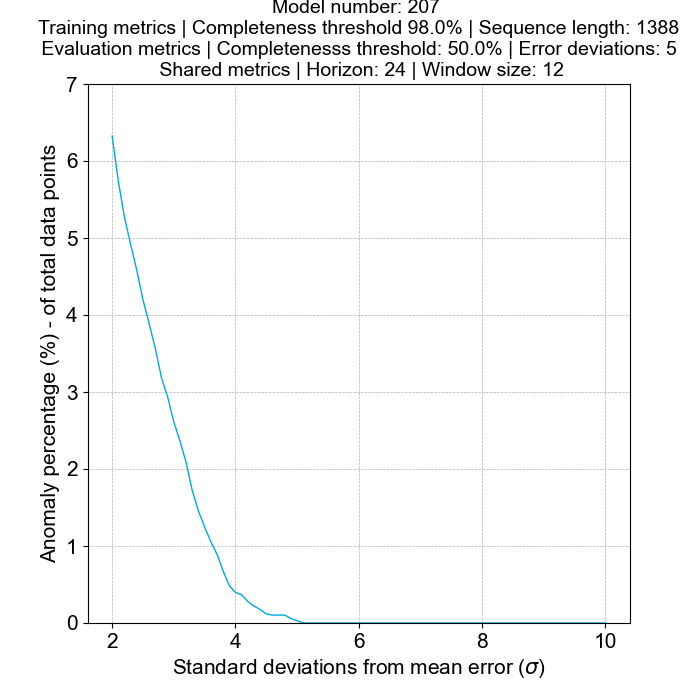 Model number: 207
Training metrics | Completeness threshold 98.0% | Sequence length: 1388
Evaluation metrics | Completenesss threshold: 50.0% | Error deviations: 5
Shared metrics | Horizon: 24 | Window size: 12
7
6
5
4
3
2
1
0
Anomaly percentage (%) - of total data points
2 4 6 8 10
Standard deviations from mean error (σ)